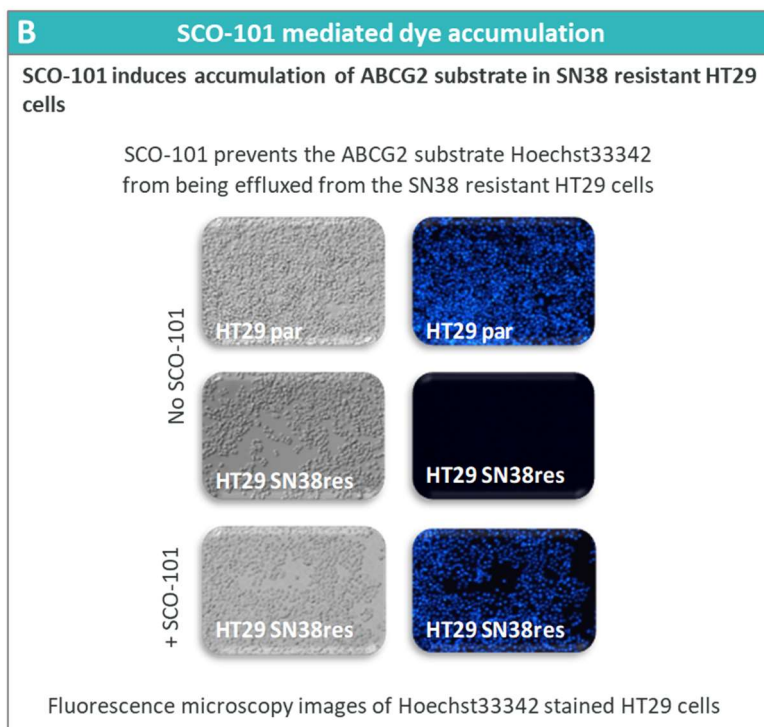 B
SCO-101 mediated dye accumulation
SCO-101 induces accumulation of ABCG2 substrate in SN38 resistant HT29
cells
SCO-101 prevents the ABCG2 substrate Hoechst33342
from being effluxed from the SN38 resistant HT29 cells
No SCO-101
HT29 par
HT29 par
HT29 SN38res
HT29 SN38res
+ SCO-101
HT29 SN38res
HT29 SN38res
Fluorescence microscopy images of Hoechst33342 stained HT29 cells